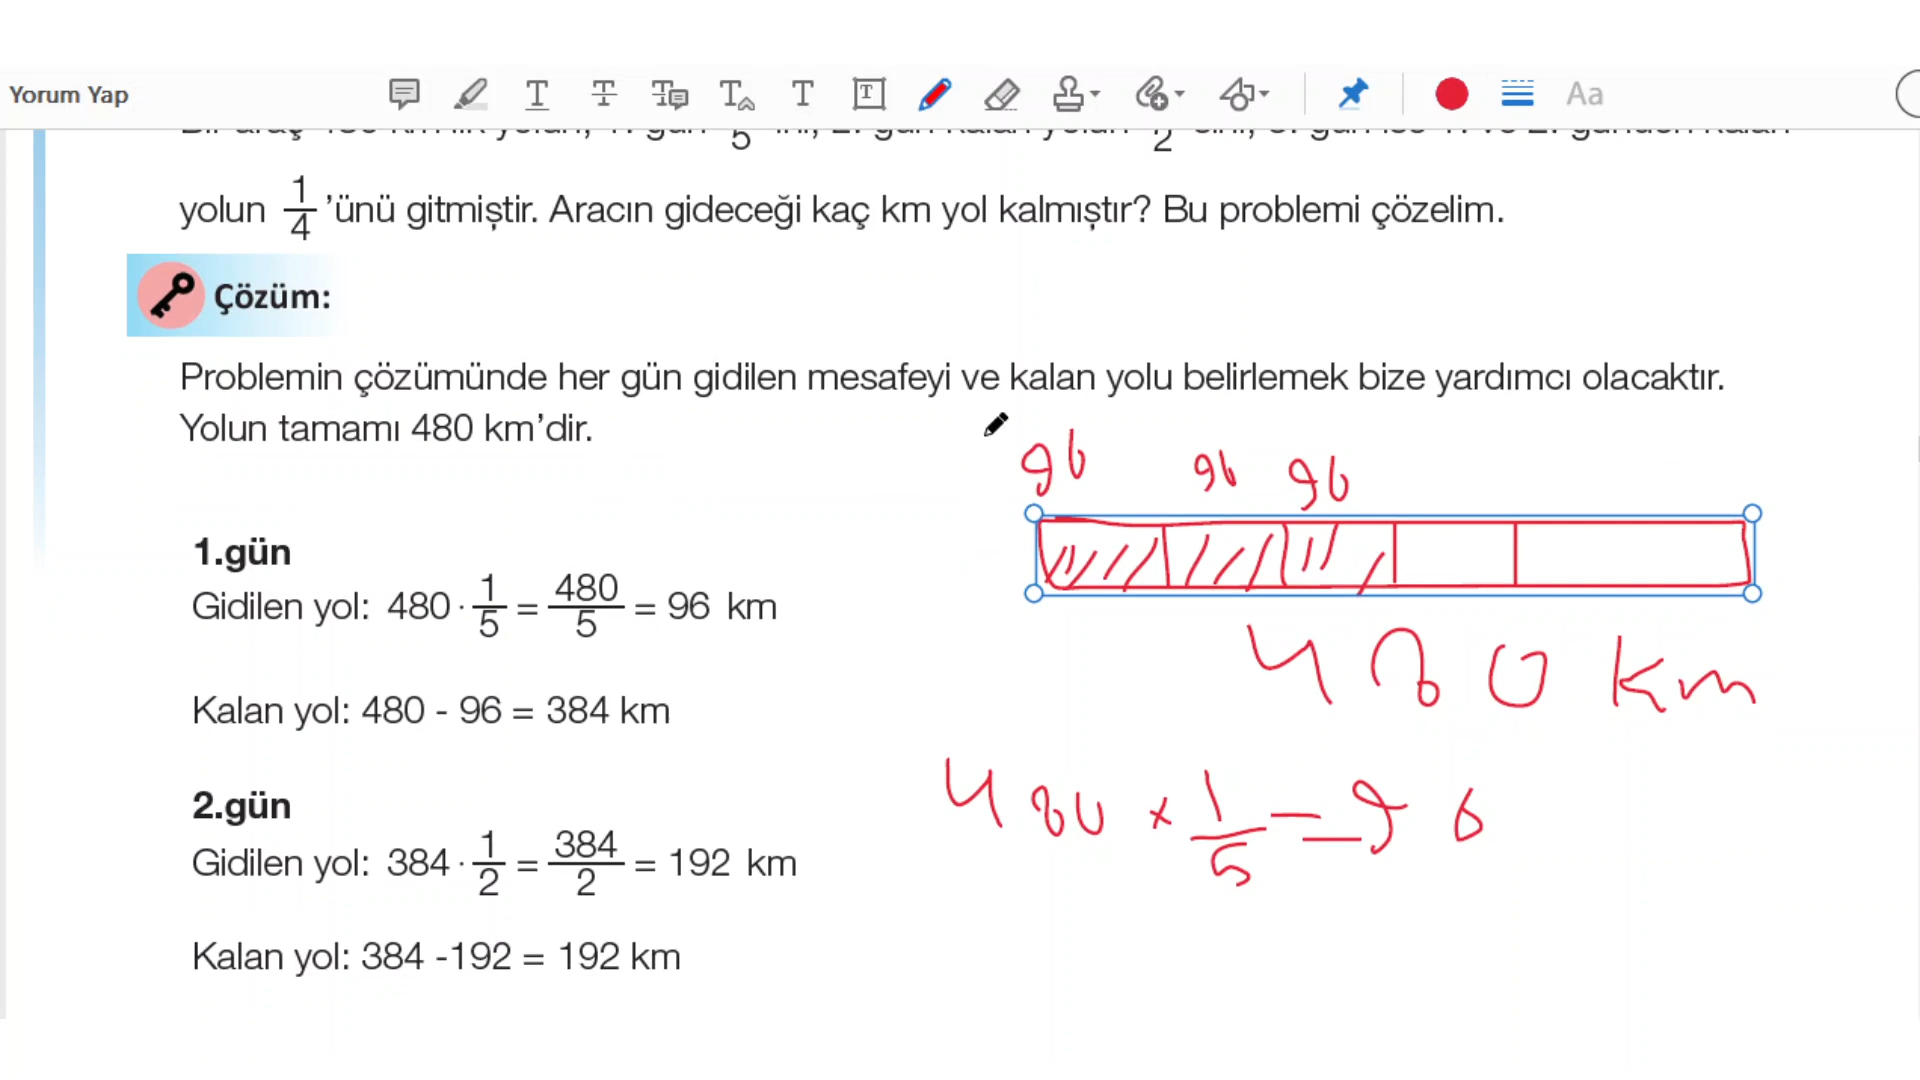 Yorum Yap
T T T T T T Aa
5 2
yolun 1/4 'ünü gitmiştir. Aracın gideceği kaç km yol kalmıştır? Bu problemi çözelim.
Çözüm:
Problemin çözümünde her gün gidilen mesafeyi ve kalan yolu belirlemek bize yardımcı olacaktır.
Yolun tamamı 480 km'dir.
96 96 96
1.gün
Gidilen yol: 480 · 1/5 = 480/5 = 96 km
480 km
Kalan yol: 480 - 96 = 384 km
480 × 1/5 = 96
2.gün
Gidilen yol: 384 · 1/2 = 384/2 = 192 km
Kalan yol: 384 -192 = 192 km